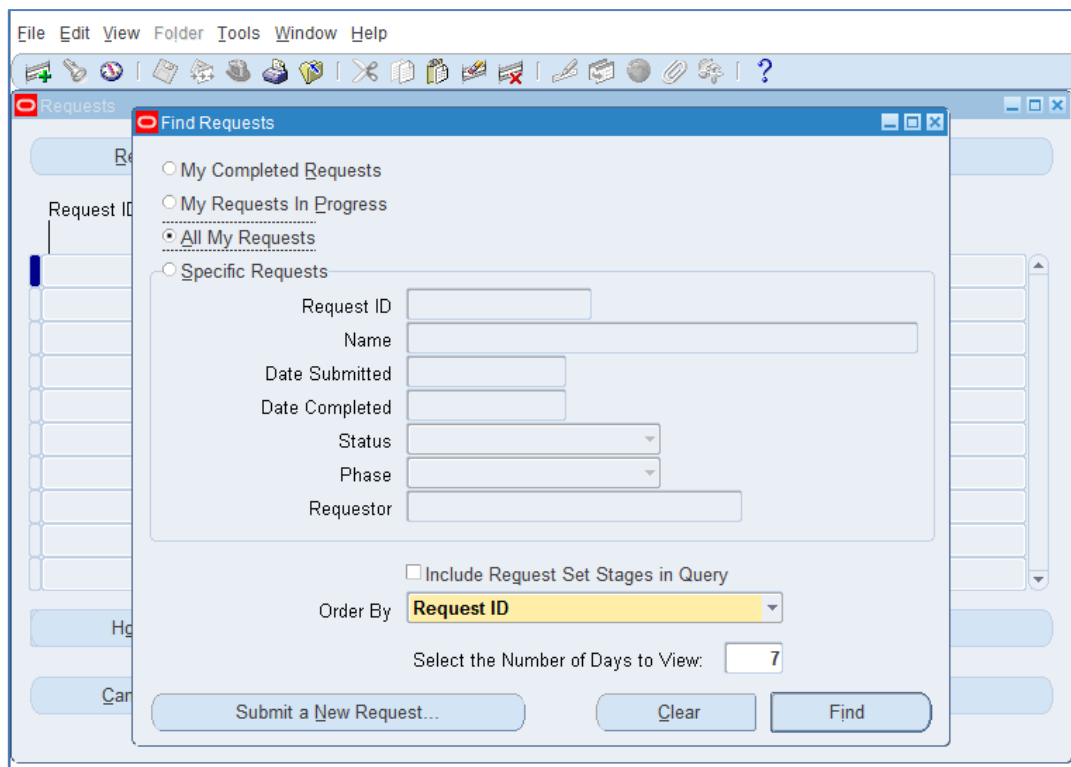 File Edit View Folder Tools Window Help
Requests
Find Requests
My Completed Requests
Request ID
My Requests In Progress
All My Requests
Specific Requests
Request ID
Name
Date Submitted
Date Completed
Status
Phase
Requestor
Include Request Set Stages in Query
Order By Request ID
Select the Number of Days to View: 7
Submit a New Request... Clear Find